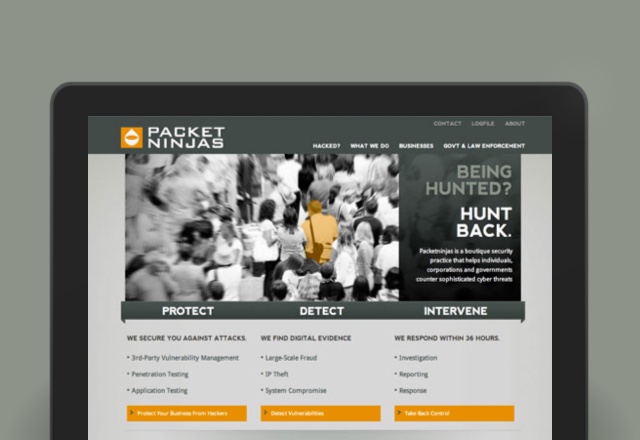 CONTACT LOGFILE ABOUT
PACKET
NINJAS
HACKED? WHAT WE DO BUSINESSES GOVT & LAW ENFORCEMENT
BEING
HUNTED?
HUNT
BACK.
Packetninjas is a boutique security
practice that helps individuals,
corporations and governments
counter sophisticated cyber threats
PROTECT DETECT INTERVENE
WE SECURE YOU AGAINST ATTACKS. WE FIND DIGITAL EVIDENCE WE RESPOND WITHIN 36 HOURS.
• 3rd-Party Vulnerability Management • Large-Scale Fraud • Investigation
• Penetration Testing • IP Theft • Reporting
• Application Testing • System Compromise • Response
Protect Your Business From Hackers Detect Vulnerabilities Take Back Control